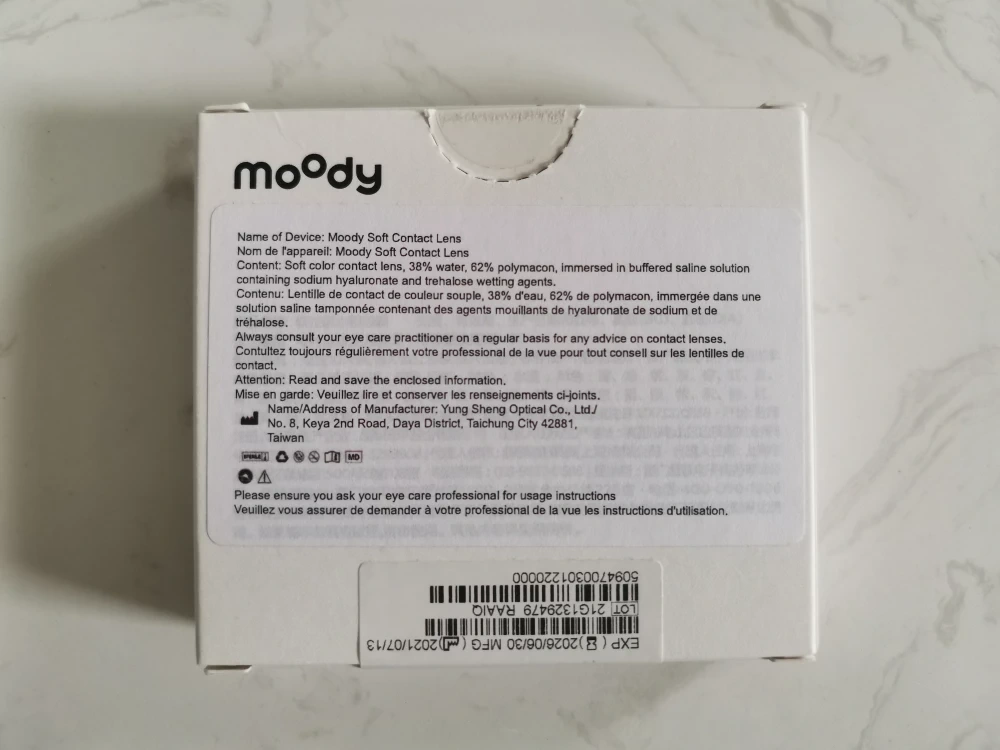 moody
Name of Device: Moody Soft Contact Lens
Nom de l'appareil: Moody Soft Contact Lens
Content: Soft color contact lens, 38% water, 62% polymacon, immersed in buffered saline solution
containing sodium hyaluronate and trehalose wetting agents.
Contenu: Lentille de contact de couleur souple, 38% d'eau, 62% de polymacon, immergée dans une
solution saline tamponnée contenant des agents mouillants de hyaluronate de sodium et de
tréhalose.
Always consult your eye care practitioner on a regular basis for any advice on contact lenses.
Contultez toujours régulièrement votre professional de la vue pour tout consell sur les lentilles de
contact.
Attention: Read and save the enclosed information.
Mise en garde: Veuillez lire et conserver les renseignements ci-joints.
Name/Address of Manufacturer: Yung Sheng Optical Co., Ltd./
No. 8, Keya 2nd Road, Daya District, Taichung City 42881,
Taiwan
MD
Please ensure you ask your eye care professional for usage instructions
Veuillez vous assurer de demander à votre professional de la vue les instructions d'utilisation.
EXP ( )2026/06/30 MFG ( )2021/07/13
LOT 21G1329479 RAAIQ
5094700301220000